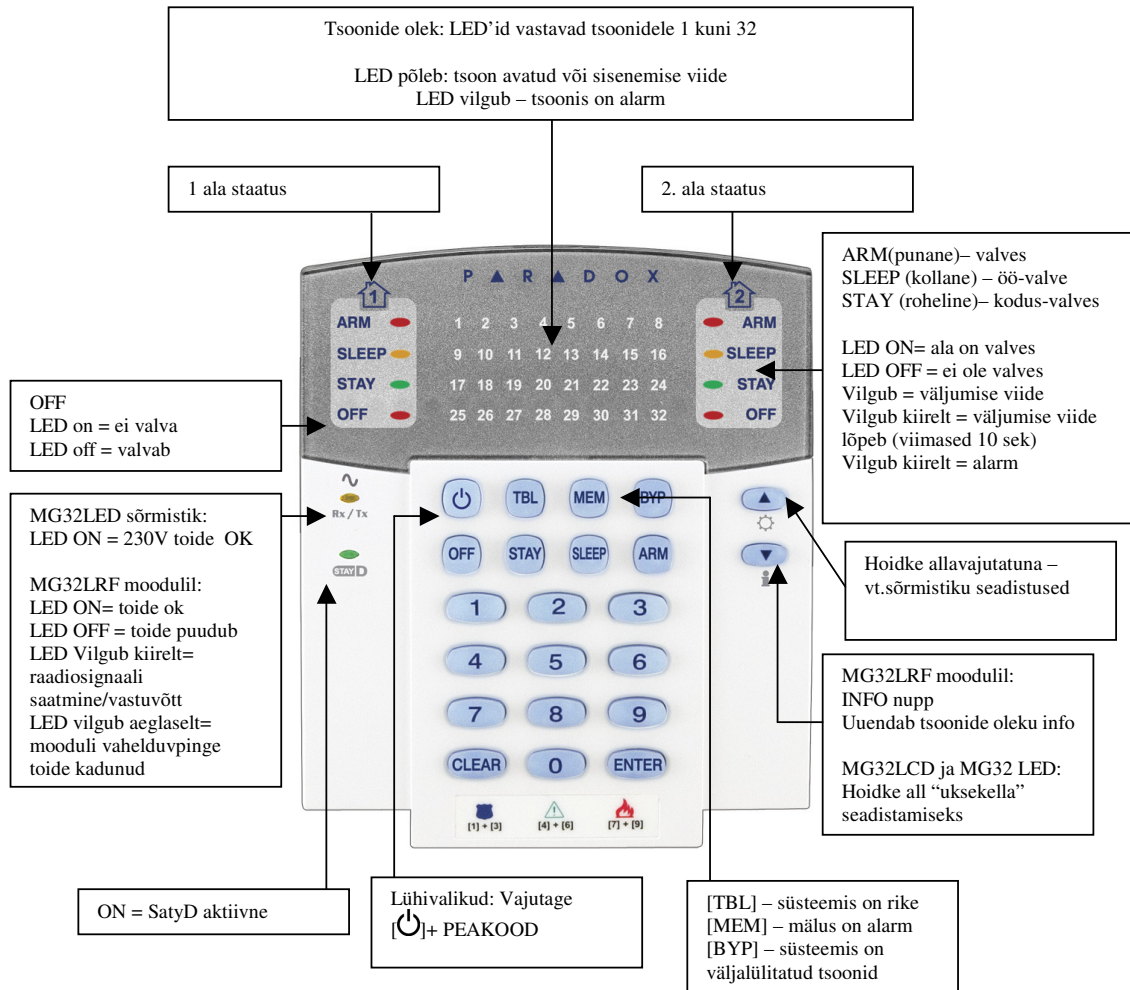 Tsoonide olek: LED’id vastavad tsoonidele 1 kuni 32
LED põleb: tsoon avatud või sisenemise viide
LED vilgub – tsoonis on alarm
1 ala staatus
2. ala staatus
ARM(punane)– valves
SLEEP (kollane) – öö-valve
STAY (roheline)– kodus-valves
LED ON= ala on valves
LED OFF = ei ole valves
Vilgub = väljumise viide
Vilgub kiirelt = väljumise viide
lõpeb (viimased 10 sek)
Vilgub kiirelt = alarm
PARADOX
1
2
ARM
SLEEP
STAY
OFF
1 2 3 4 5 6 7 8
9 10 11 12 13 14 15 16
17 18 19 20 21 22 23 24
25 26 27 28 29 30 31 32
ARM
SLEEP
STAY
OFF
OFF
LED on = ei valva
LED off = valvab
MG32LED sõrmistik:
LED ON = 230V toide OK
MG32LRF moodulil:
LED ON= toide ok
LED OFF = toide puudub
LED Vilgub kiirelt=
raadiosignaali
saatmine/vastuvõtt
LED vilgub aeglaselt=
mooduli vahelduvpinge
toide kadunud
Rx / Tx
STAY D
TBL MEM BYP
OFF STAY SLEEP ARM
1 2 3
4 5 6
7 8 9
CLEAR 0 ENTER
[1] + [3] [4] + [6] [7] + [9]
Hoidke allavajutatuna –
vt.sõrmistiku seadistused
MG32LRF moodulil:
INFO nupp
Uuendab tsoonide oleku info
MG32LCD ja MG32 LED:
Hoidke all “uksekella”
seadistamiseks
ON = SatyD aktiivne
Lühivalikud: Vajutage
[⏻]+ PEAKOOD
[TBL] – süsteemis on rike
[MEM] – mälus on alarm
[BYP] – süsteemis on
väljalülitatud tsoonid